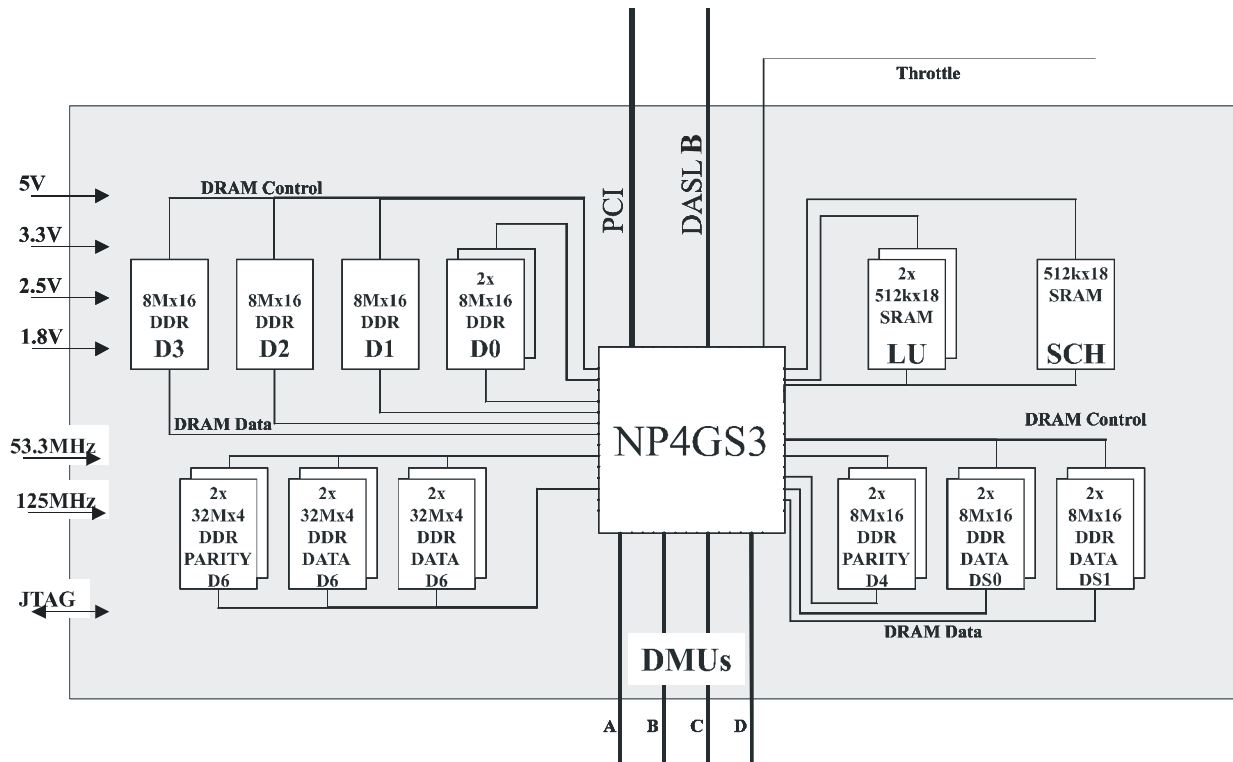 Throttle
PCI
DASL B
5V
3.3V
2.5V
1.8V
53.3MHz
125MHz
JTAG
DRAM Control
8Mx16
DDR
D3
8Mx16
DDR
D2
8Mx16
DDR
D1
2x
8Mx16
DDR
D0
2x
512kx18
SRAM
LU
512kx18
SRAM
SCH
DRAM Data
NP4GS3
DRAM Control
2x
32Mx4
DDR
PARITY
D6
2x
32Mx4
DDR
DATA
D6
2x
32Mx4
DDR
DATA
D6
2x
8Mx16
DDR
PARITY
D4
2x
8Mx16
DDR
DATA
DS0
2x
8Mx16
DDR
DATA
DS1
DRAM Data
DMUs
A
B
C
D